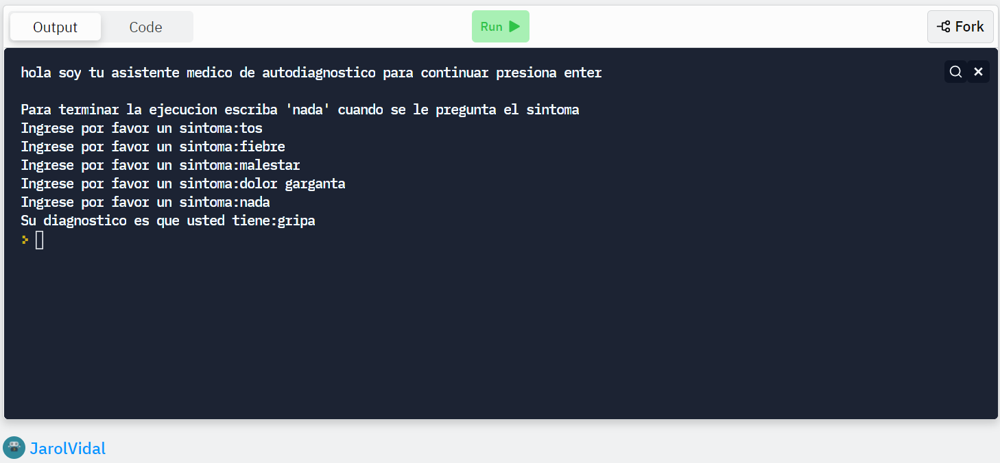 Output Code Run Fork
hola soy tu asistente medico de autodiagnostico para continuar presiona enter
Para terminar la ejecucion escriba 'nada' cuando se le pregunta el sintoma
Ingrese por favor un sintoma:tos
Ingrese por favor un sintoma:fiebre
Ingrese por favor un sintoma:malestar
Ingrese por favor un sintoma:dolor garganta
Ingrese por favor un sintoma:nada
Su diagnostico es que usted tiene:gripa
JarolVidal